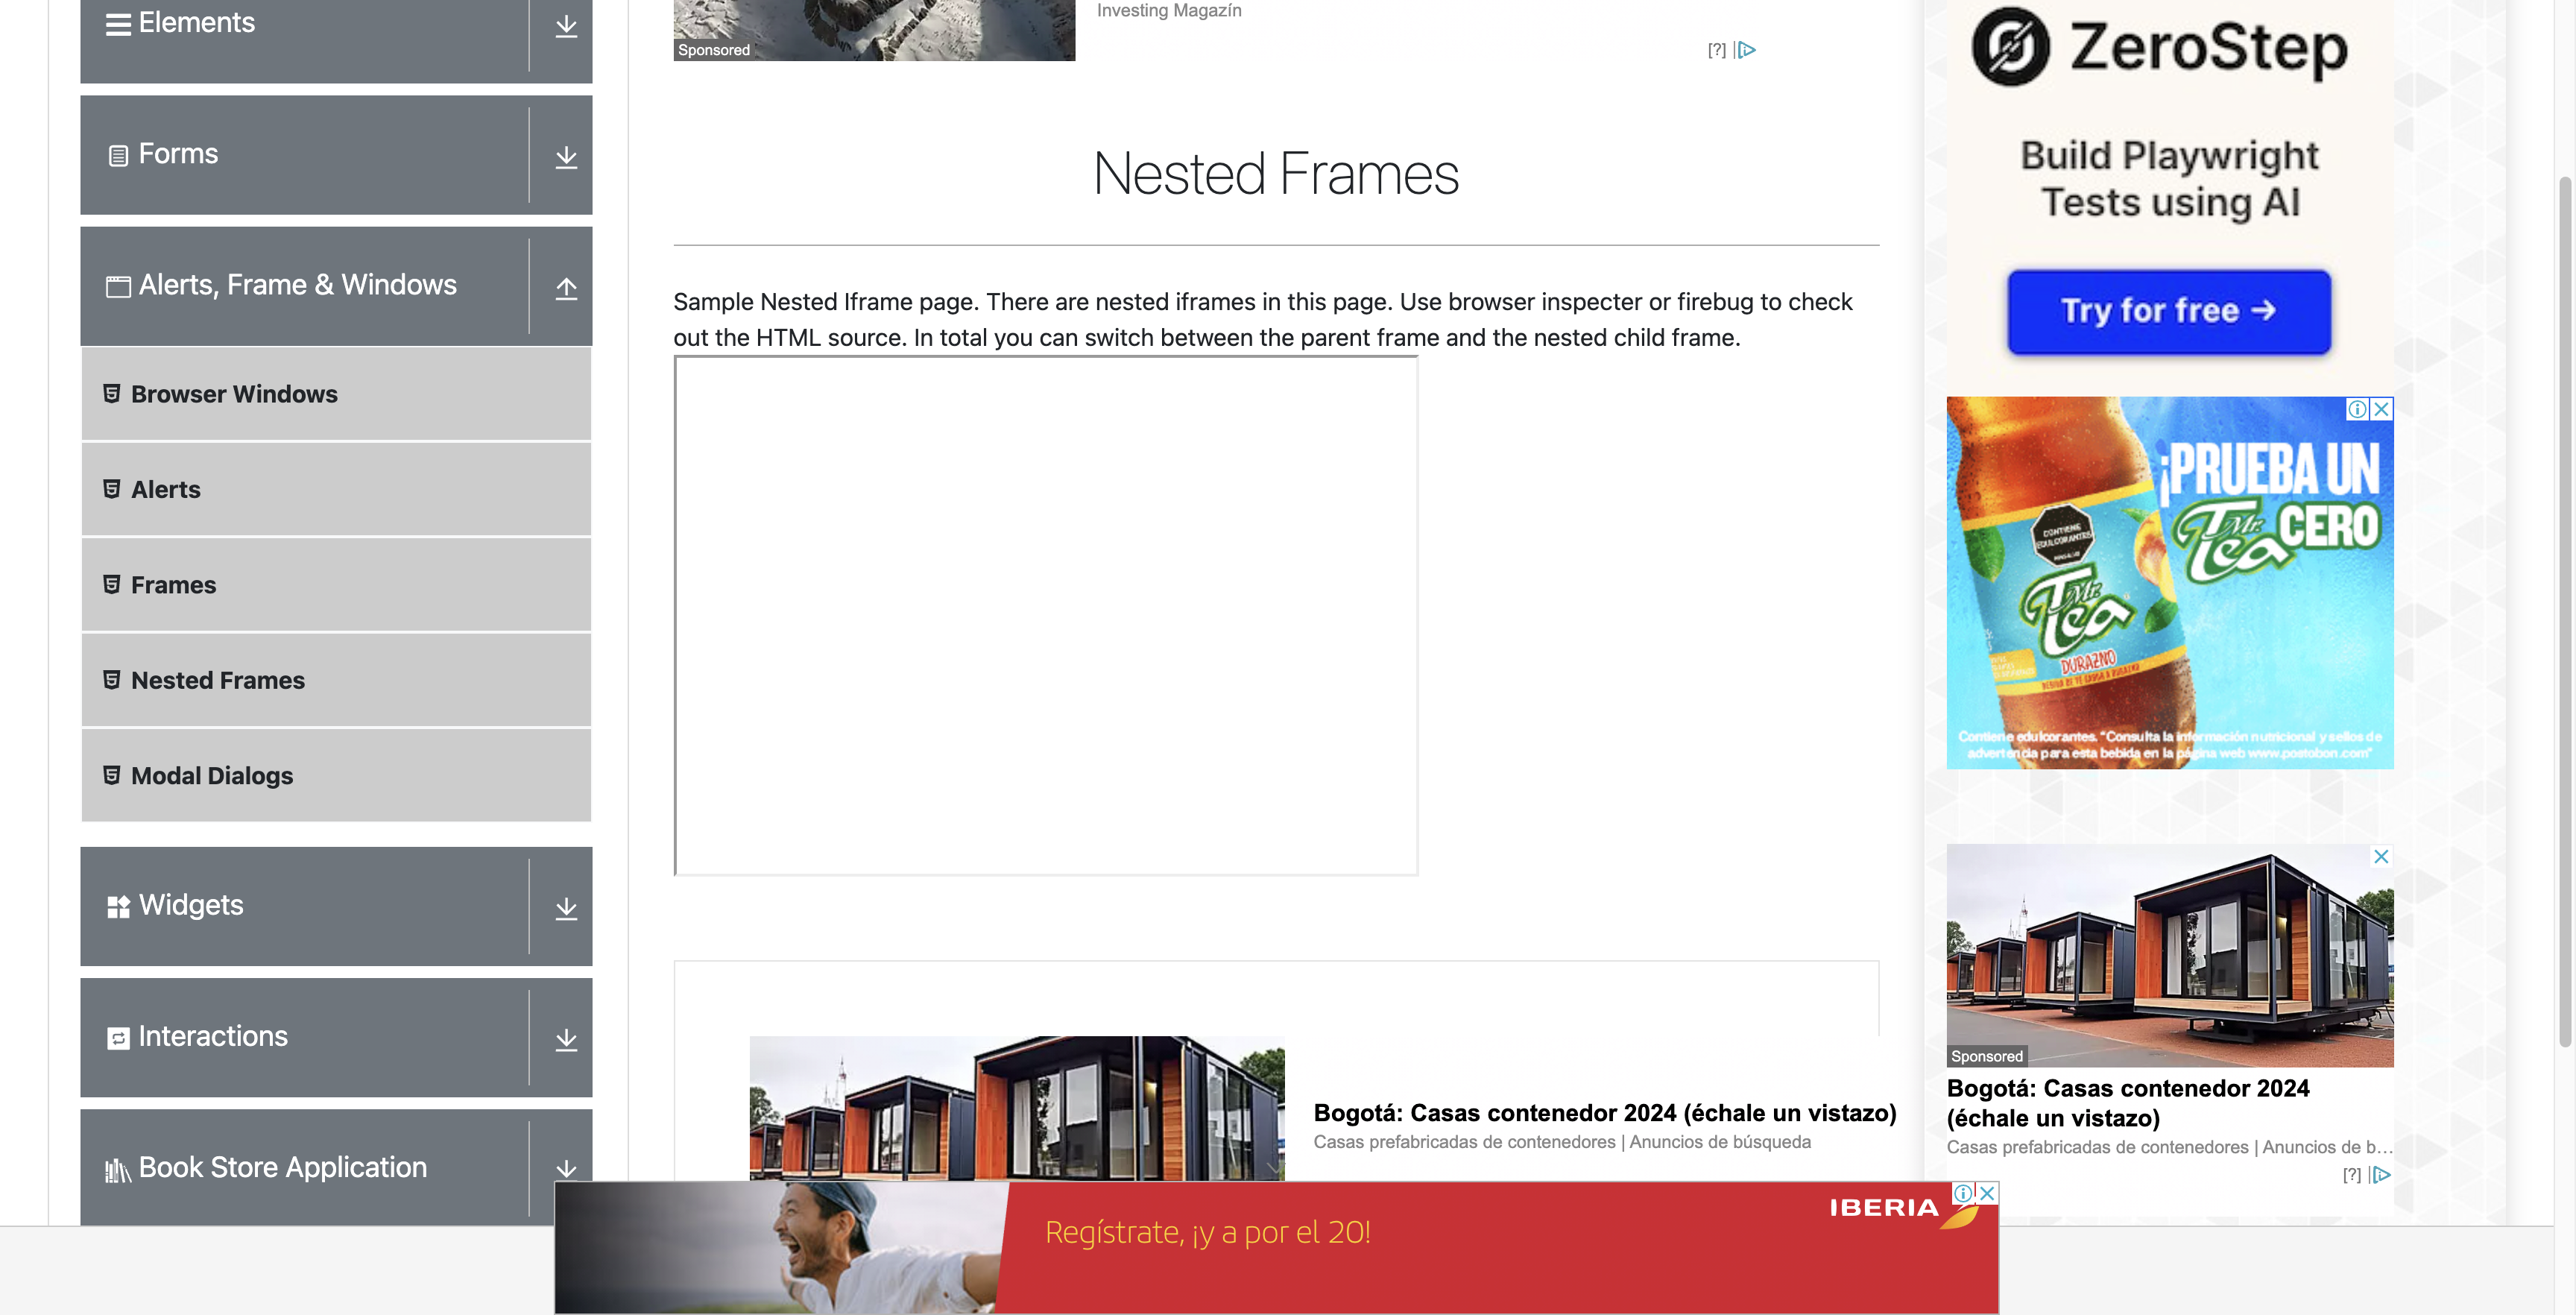 Elements
Forms
Alerts, Frame & Windows
Browser Windows
Alerts
Frames
Nested Frames
Modal Dialogs
Widgets
Interactions
Book Store Application
Sponsored
Investing Magazín
[?]
Nested Frames
Sample Nested Iframe page. There are nested iframes in this page. Use browser inspecter or firebug to check
out the HTML source. In total you can switch between the parent frame and the nested child frame.
Bogotá: Casas contenedor 2024 (échale un vistazo)
Casas prefabricadas de contenedores | Anuncios de búsqueda
Regístrate, ¡y a por el 20!
IBERIA
ZeroStep
Build Playwright
Tests using AI
Try for free →
¡PRUEBA UN
Mr. Tea CERO
CONTIENE
EDULCORANTES
Mr.
Tea
DURAZNO
Contiene edulcorantes. "Consulta la información nutricional y sellos de
advertencia para esta bebida en la página web www.postobon.com"
Sponsored
Bogotá: Casas contenedor 2024
(échale un vistazo)
Casas prefabricadas de contenedores | Anuncios de b...
[?]